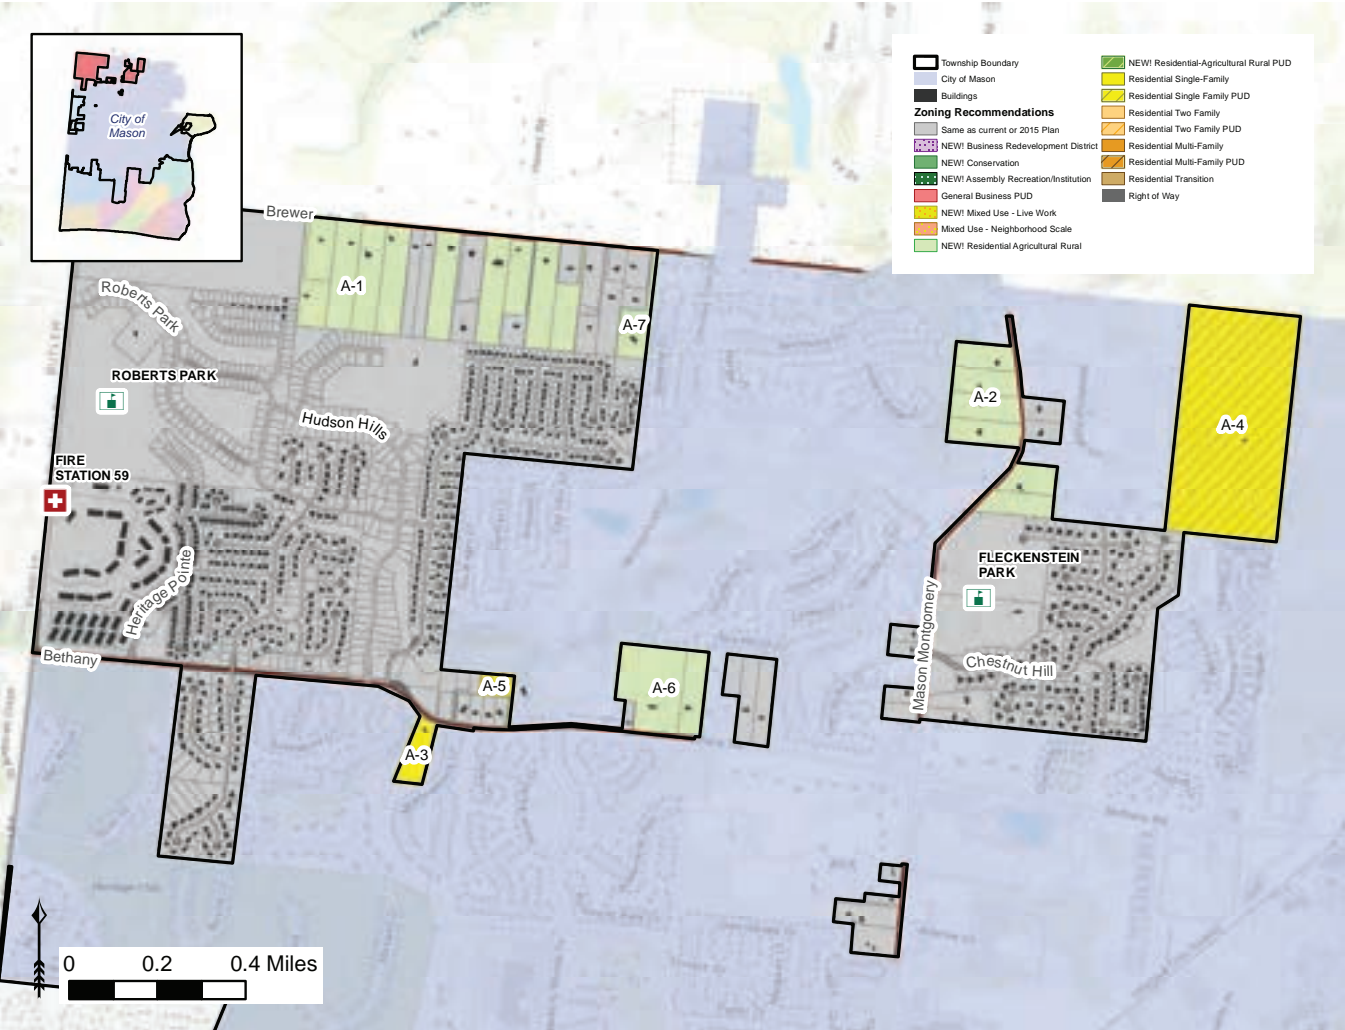 City of
Mason
Township Boundary
City of Mason
Buildings
Zoning Recommendations
Same as current or 2015 Plan
NEW! Business Redevelopment District
NEW! Conservation
NEW! Assembly Recreation/Institution
General Business PUD
NEW! Mixed Use - Live Work
Mixed Use - Neighborhood Scale
NEW! Residential Agricultural Rural
NEW! Residential-Agricultural Rural PUD
Residential Single-Family
Residential Single Family PUD
Residential Two Family
Residential Two Family PUD
Residential Multi-Family
Residential Multi-Family PUD
Residential Transition
Right of Way
Brewer
A-1
Roberts Park
A-7
ROBERTS PARK
A-2
A-4
Hudson Hills
FIRE
STATION 59
FLECKENSTEIN
PARK
Heritage Pointe
Mason Montgomery
Bethany
Chestnut Hill
A-5
A-6
A-3
0 0.2 0.4 Miles